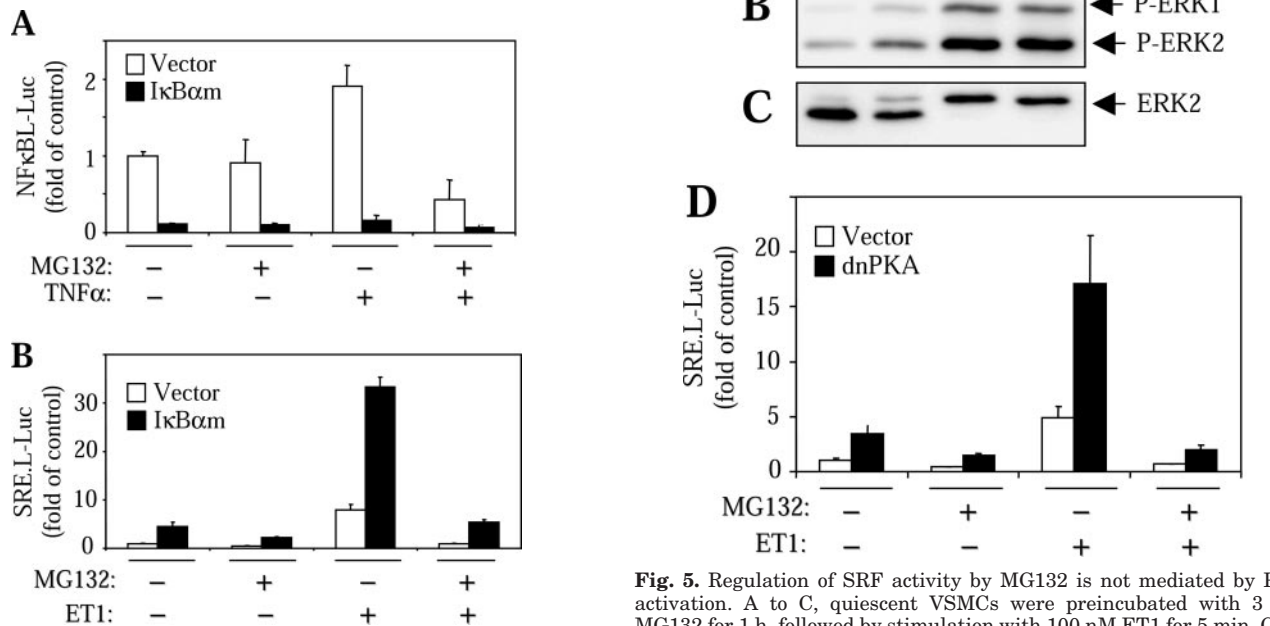 A
NFκBL-Luc
(fold of control)
2
1
0
Vector
IκBαm
MG132: – + – +
TNFα: – – + +
B
SRE.L-Luc
(fold of control)
30
20
10
0
Vector
IκBαm
MG132: – + – +
ET1: – – + +
B
P-ERK1
P-ERK2
C
ERK2
D
SRE.L-Luc
(fold of control)
20
15
10
5
0
Vector
dnPKA
MG132: – + – +
ET1: – – + +
Fig. 5. Regulation of SRF activity by MG132 is not mediated by
activation. A to C, quiescent VSMCs were preincubated with 3
MG132 for 1 h, followed by stimulation with 100 nM ET1 for 5 min.